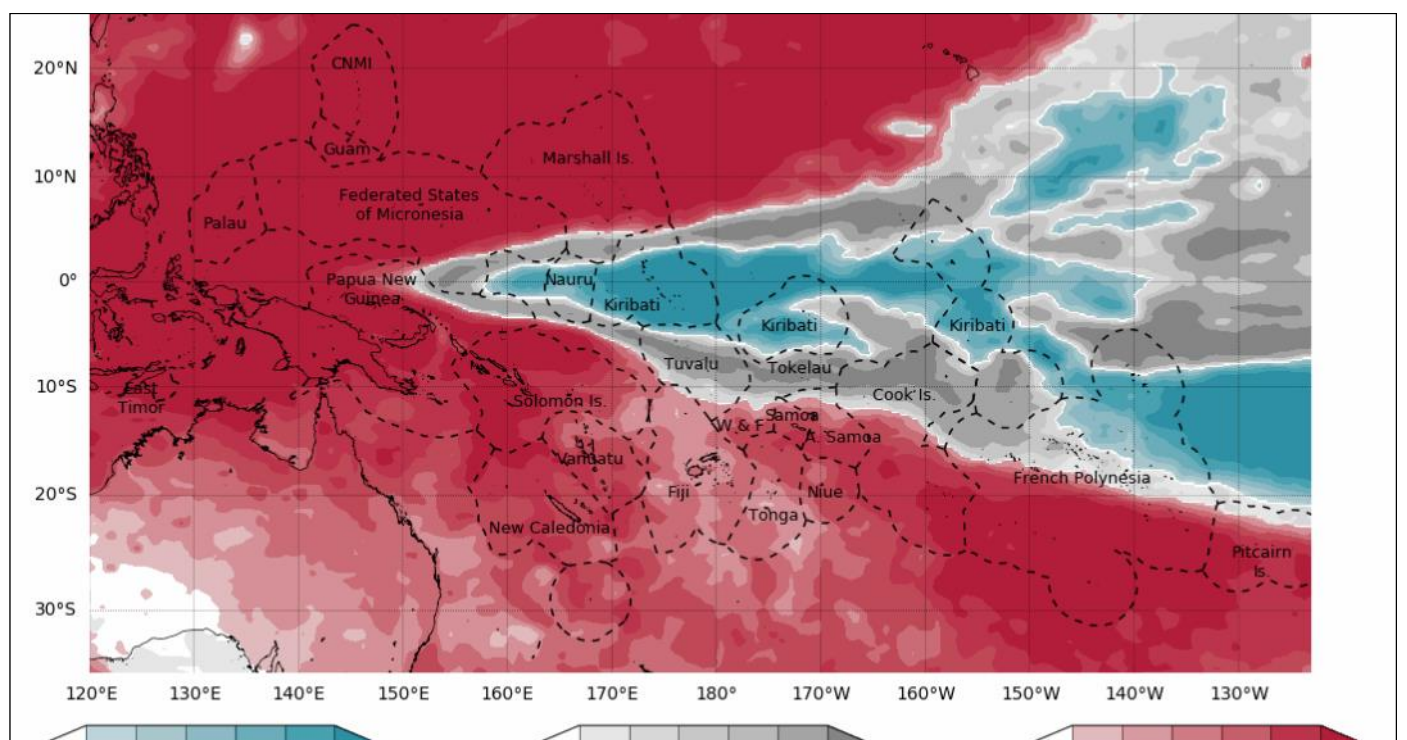 20°N
CNMI
Guam
Marshall Is.
10°N
Federated States
of Micronesia
Palau
0°
Papua New
Guinea
Nauru
Kiribati
Kiribati
Kiribati
Tuvalu
Tokelau
10°S
East
Timor
Solomon Is.
Cook Is.
Samoa
W & F
A. Samoa
Vanuatu
French Polynesia
20°S
Fiji
Niue
Tonga
New Caledonia
Pitcairn
Is
30°S
120°E 130°E 140°E 150°E 160°E 170°E 180° 170°W 160°W 150°W 140°W 130°W